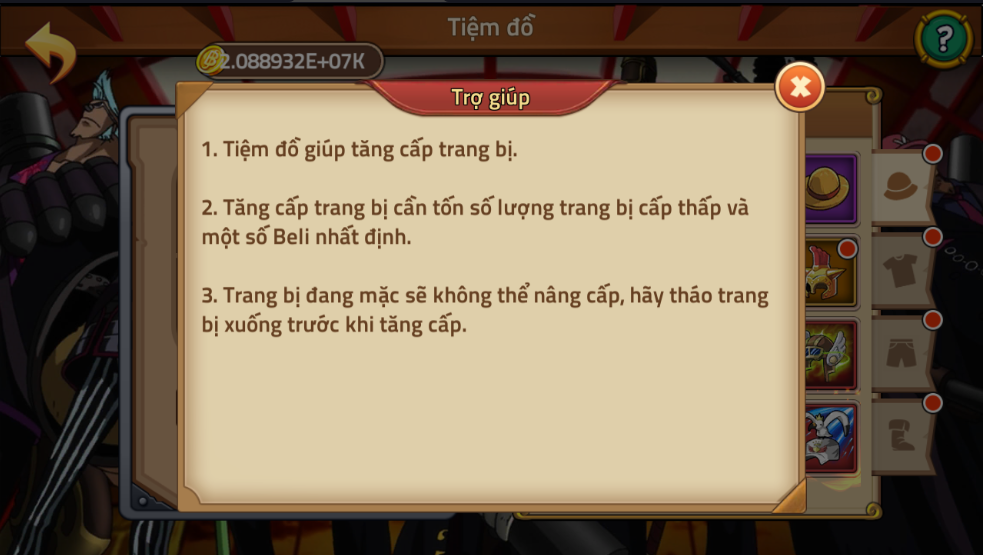 Tiệm đồ
2.088932E+07K
Trợ giúp
1. Tiệm đồ giúp tăng cấp trang bị.
2. Tăng cấp trang bị cần tốn số lượng trang bị cấp thấp và
một số Beli nhất định.
3. Trang bị đang mặc sẽ không thể nâng cấp, hãy tháo trang
bị xuống trước khi tăng cấp.